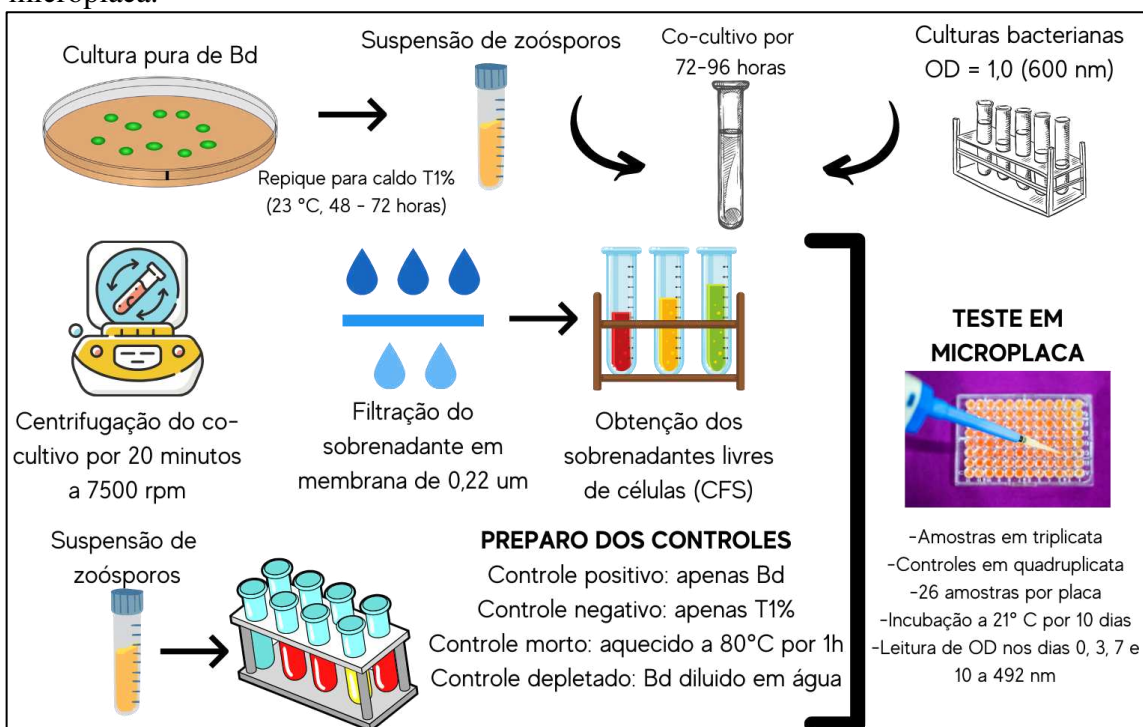 microplaca.
Cultura pura de Bd
Repique para caldo T1%
(23 °C, 48 - 72 horas)
Suspensão de zoósporos
Co-cultivo por
72-96 horas
Culturas bacterianas
OD = 1,0 (600 nm)
Centrifugação do co-
cultivo por 20 minutos
a 7500 rpm
Filtração do
sobrenadante em
membrana de 0,22 um
Obtenção dos
sobrenadantes livres
de células (CFS)
Suspensão de
zoósporos
PREPARO DOS CONTROLES
Controle positivo: apenas Bd
Controle negativo: apenas T1%
Controle morto: aquecido a 80°C por 1h
Controle depletado: Bd diluido em água
TESTE EM
MICROPLACA
-Amostras em triplicata
-Controles em quadruplicata
-26 amostras por placa
-Incubação a 21° C por 10 dias
-Leitura de OD nos dias 0, 3, 7 e
10 a 492 nm